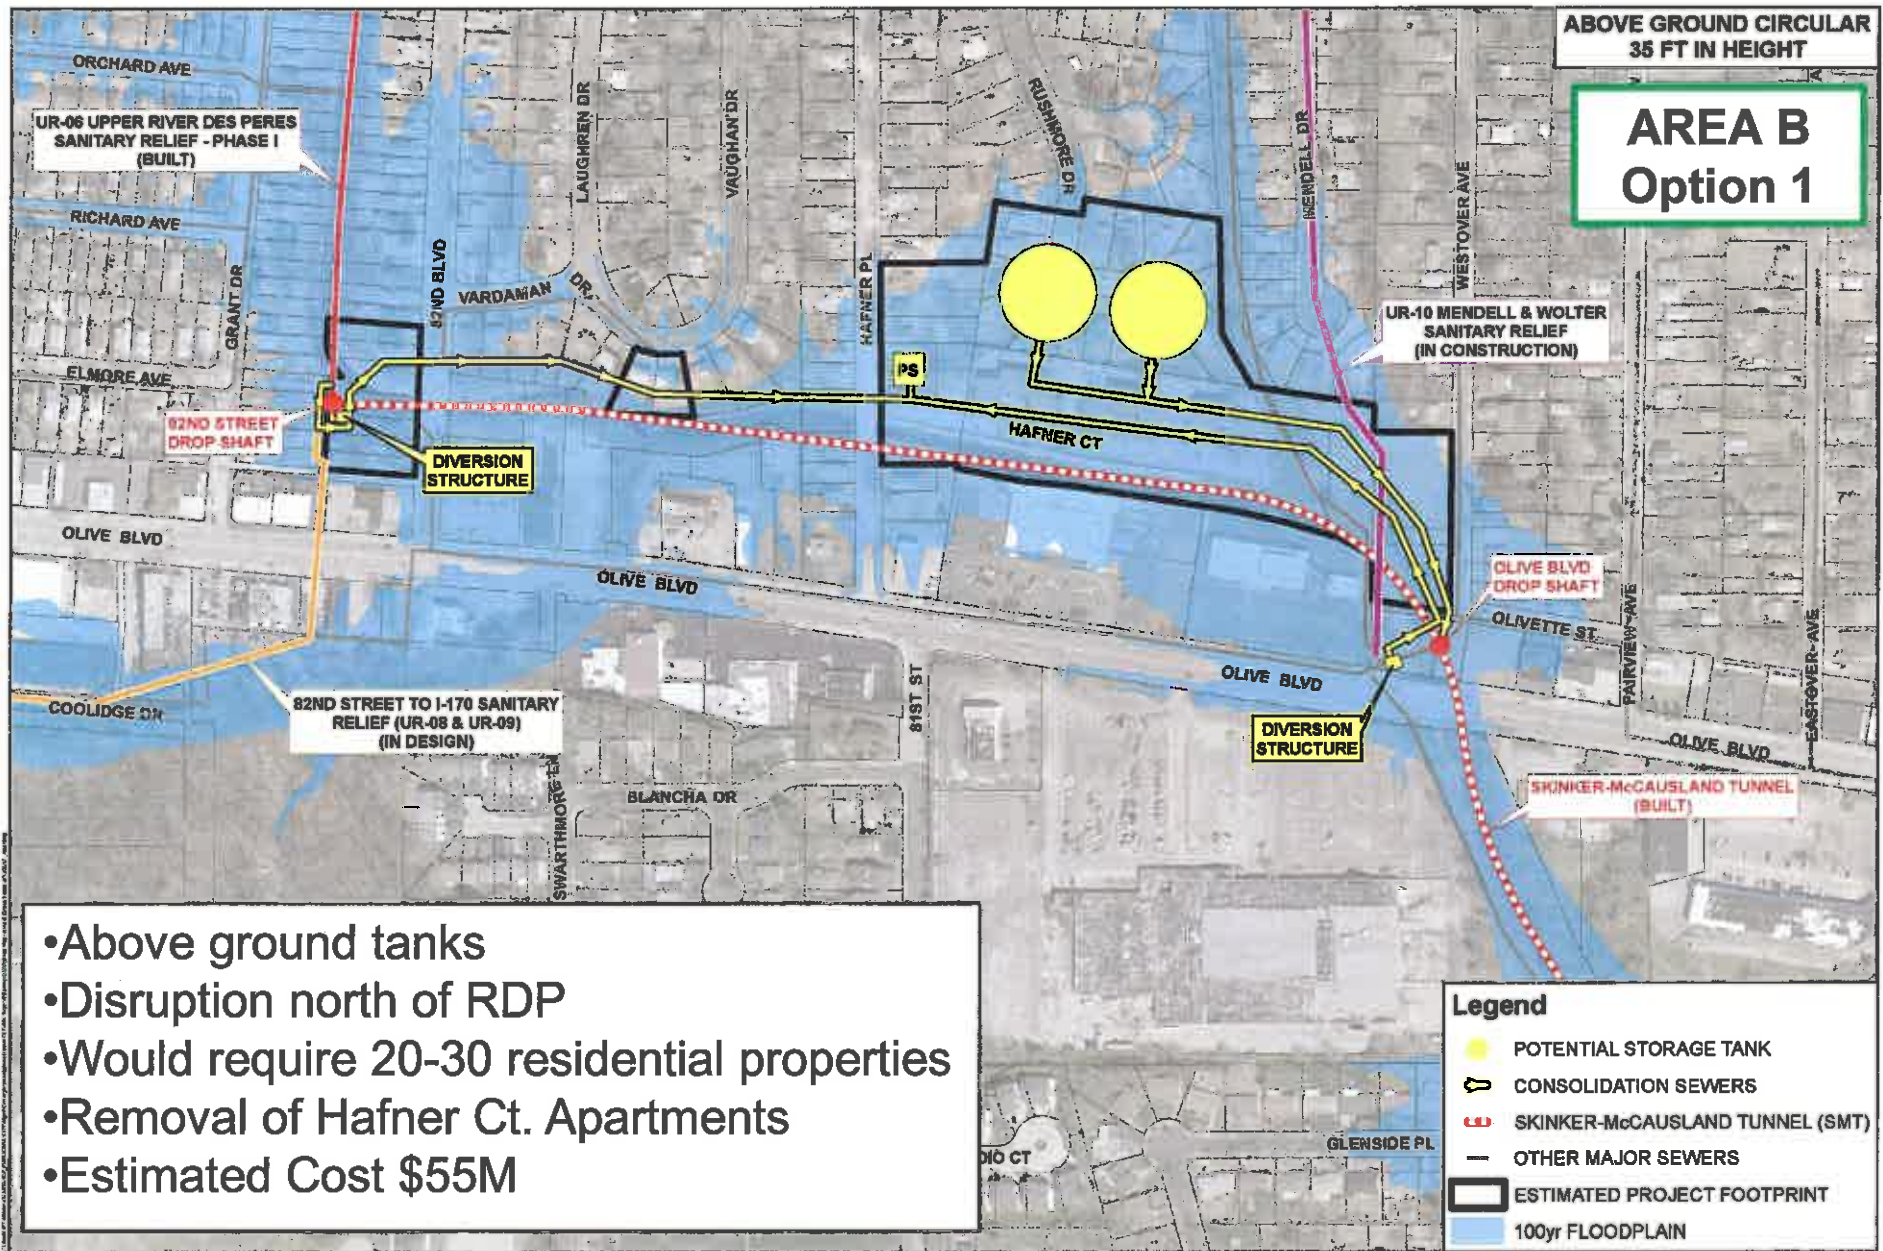 ABOVE GROUND CIRCULAR
35 FT IN HEIGHT
AREA B
Option 1
ORCHARD AVE
UR-06 UPPER RIVER DES PERES
SANITARY RELIEF - PHASE I
(BUILT)
RICHARD AVE
GRANT DR
82ND BLVD
LAUGHREN DR
VAUGHAN DR
VARDAMAN DR.
HAFNER PL
RUSHMORE DR
MENDELL DR
WESTOVER AVE
UR-10 MENDELL & WOLTER
SANITARY RELIEF
(IN CONSTRUCTION)
ELMORE AVE
PS
82ND STREET
DROP SHAFT
DIVERSION
STRUCTURE
HAFNER CT
OLIVE BLVD
OLIVE BLVD
OLIVE BLVD
DROP SHAFT
OLIVETTE ST
FAIRVIEW AVE
EASTOVER AVE
OLIVE BLVD
81ST ST
COOLIDGE DR
82ND STREET TO I-170 SANITARY
RELIEF (UR-08 & UR-09)
(IN DESIGN)
DIVERSION
STRUCTURE
OLIVE BLVD
SKINKER-McCAUSLAND TUNNEL
(BUILT)
SWARTHMORE LN
BLANCHA DR
•Above ground tanks
•Disruption north of RDP
•Would require 20-30 residential properties
•Removal of Hafner Ct. Apartments
•Estimated Cost $55M
GLENSIDE PL
CT
Legend
POTENTIAL STORAGE TANK
CONSOLIDATION SEWERS
SKINKER-McCAUSLAND TUNNEL (SMT)
OTHER MAJOR SEWERS
ESTIMATED PROJECT FOOTPRINT
100yr FLOODPLAIN